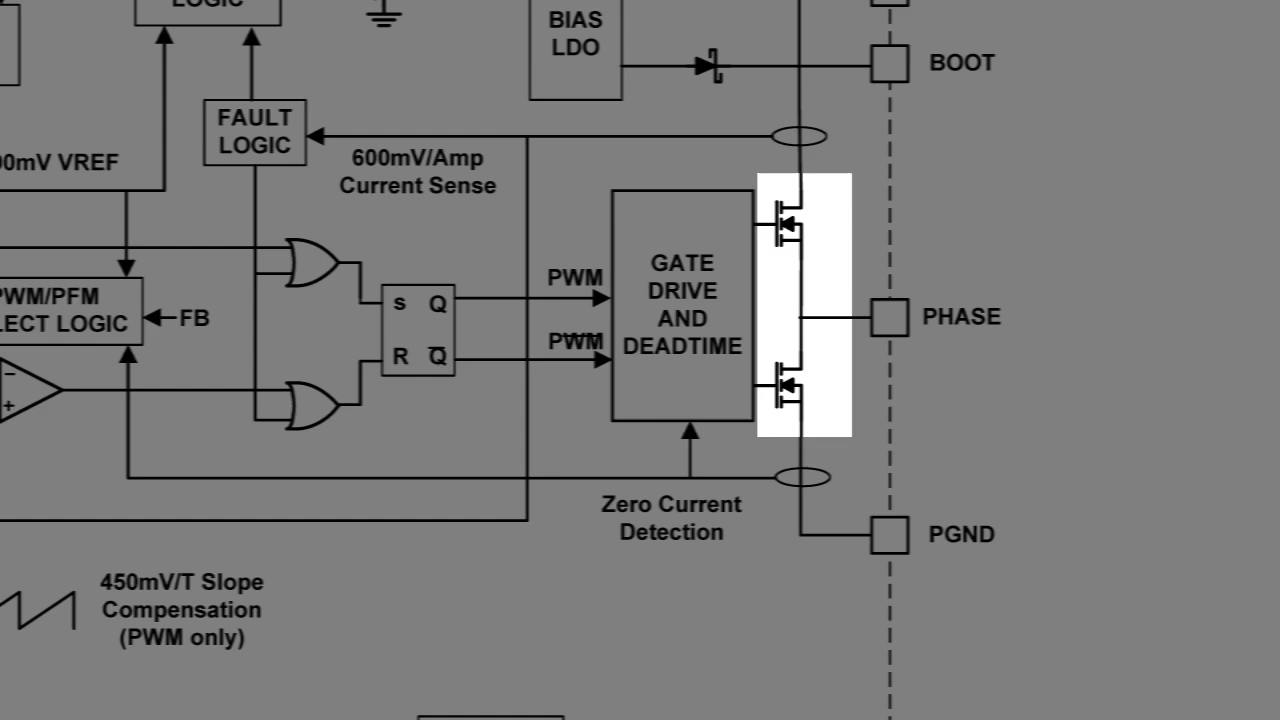 LOGIC
BIAS
LDO
BOOT
FAULT
LOGIC
600mV/Amp
Current Sense
0mV VREF
GATE
DRIVE
AND
DEADTIME
PWM
PWM
S Q
R Q
PWM/PFM
LECT LOGIC
FB
−
+
PHASE
Zero Current
Detection
PGND
450mV/T Slope
Compensation
(PWM only)